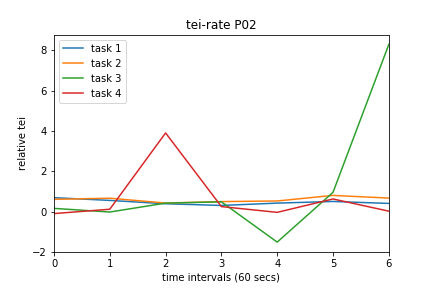 tei-rate P02
task 1
task 2
task 3
task 4
relative tei
8
6
4
2
0
−2
0 1 2 3 4 5 6
time intervals (60 secs)